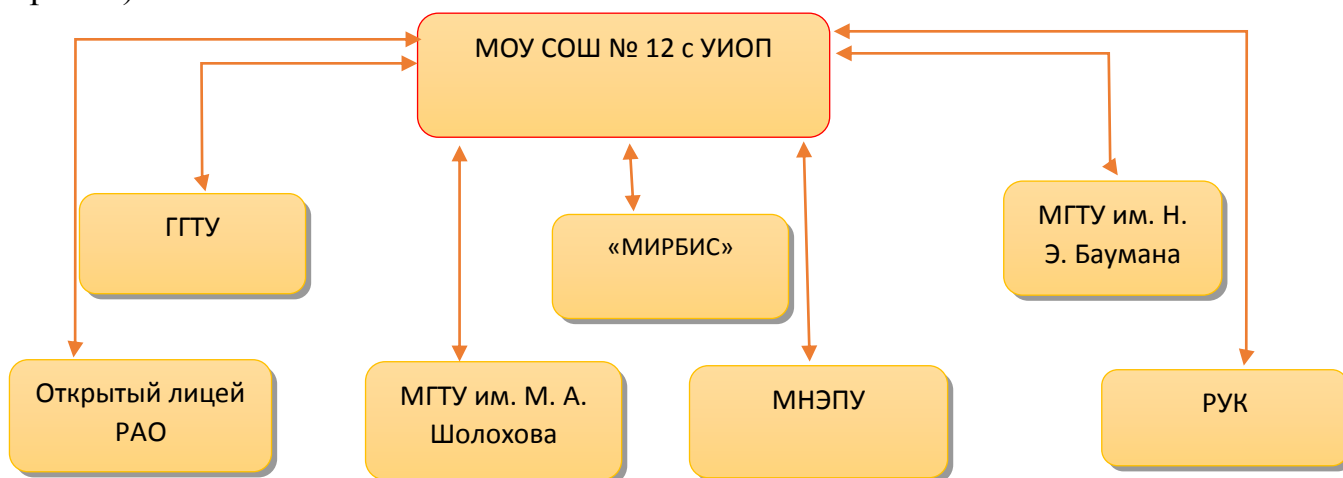 МОУ СОШ № 12 с УИОП
ГГТУ
«МИРБИС»
МГТУ им. Н.
Э. Баумана
Открытый лицей
РАО
МГТУ им. М. А.
Шолохова
МНЭПУ
РУК